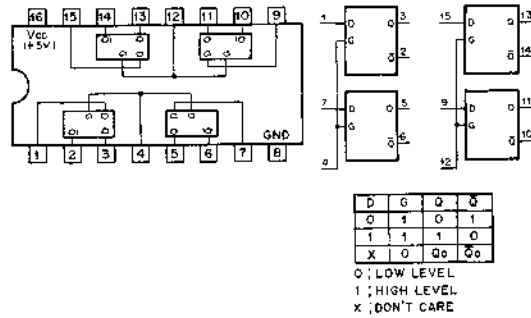 16 15 14 13 12 11 10 9
Vcc
(+5V)
GND
1 2 3 4 5 6 7 8
1 D Q 3
G Q̄ 2
7 D Q 5
G Q̄ 6
4
15 D Q 13
G Q̄ 14
9 D Q 11
G Q̄ 10
12
D G Q Q̄
0 1 0 1
1 1 1 0
X 0 Qo Q̄o
0 ; LOW LEVEL
1 ; HIGH LEVEL
X ; DON'T CARE